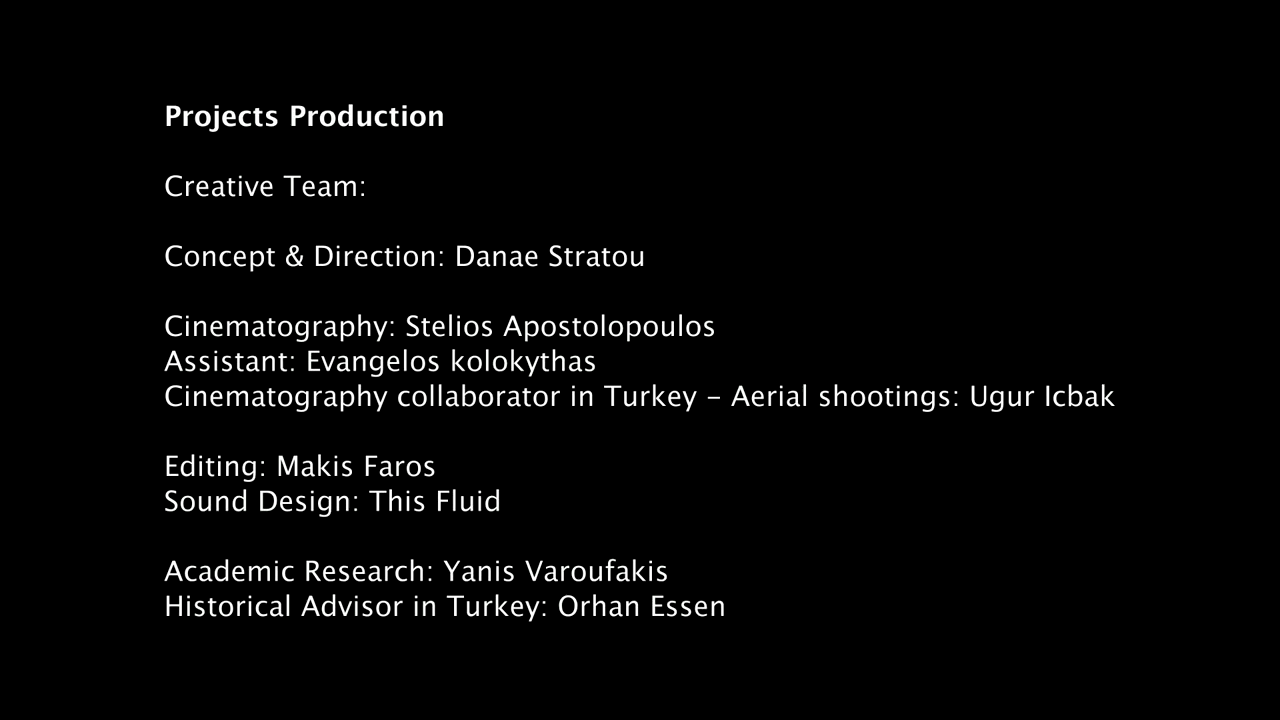 Projects Production
Creative Team:
Concept & Direction: Danae Stratou
Cinematography: Stelios Apostolopoulos
Assistant: Evangelos kolokythas
Cinematography collaborator in Turkey – Aerial shootings: Ugur Icbak
Editing: Makis Faros
Sound Design: This Fluid
Academic Research: Yanis Varoufakis
Historical Advisor in Turkey: Orhan Essen